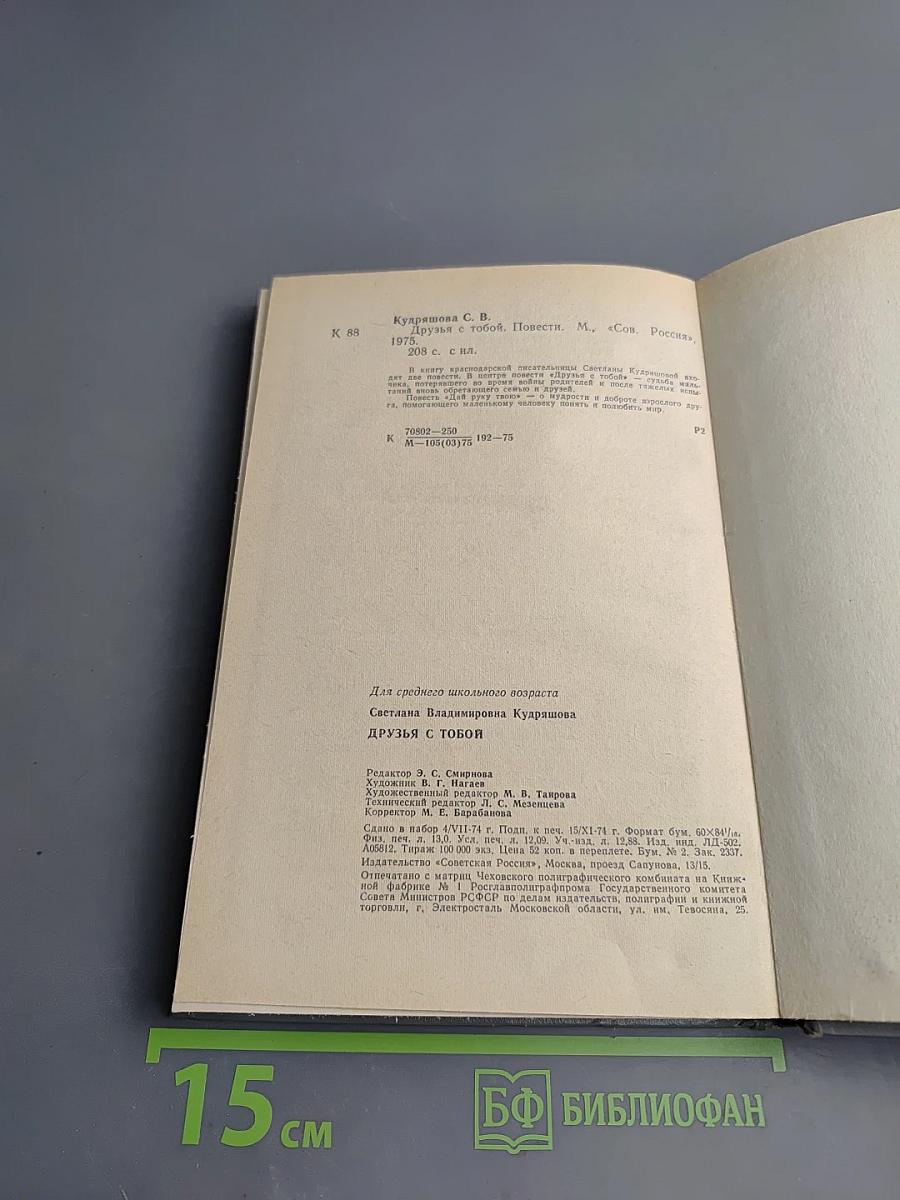 Кудряшова С. В.
К 88 Друзья с тобой. Повести. М., «Сов. Россия»,
1975.
208 с. с ил.
В книгу краснодарской писательницы Светланы Кудряшовой вхо-
дят две повести. В центре повести «Друзья с тобой» — судьба маль-
чика, потерявшего во время войны родителей и после тяжелых испы-
таний вновь обретающего семью и друзей.
Повесть «Дай руку твою» — о мудрости и доброте взрослого дру-
га, помогающего маленькому человеку понять и полюбить мир.
К 70802—250 192—75 Р2
М—105(03)75
Для среднего школьного возраста
Светлана Владимировна Кудряшова
ДРУЗЬЯ С ТОБОЙ
Редактор Э. С. Смирнова
Художник В. Г. Нагаев
Художественный редактор М. В. Таирова
Технический редактор Л. С. Мезенцева
Корректор М. Е. Барабанова
Сдано в набор 4/VII-74 г. Подп. к печ. 15/XI-74 г. Формат бум. 60×84¹/₁₆.
Физ. печ. л. 13,0. Усл. печ. л. 12,09. Уч.-изд. л. 12,88. Изд. инд. ЛД-502.
А05812. Тираж 100 000 экз. Цена 52 коп. в переплете. Бум. № 2. Зак. 2337.
Издательство «Советская Россия», Москва, проезд Сапунова, 13/15.
Отпечатано с матриц Чеховского полиграфического комбината на Книж-
ной фабрике № 1 Росглавполиграфпрома Государственного комитета
Совета Министров РСФСР по делам издательств, полиграфии и книжной
торговли, г. Электросталь Московской области, ул. им. Тевосяна, 25.
15 см
БФ БИБЛИОФАН